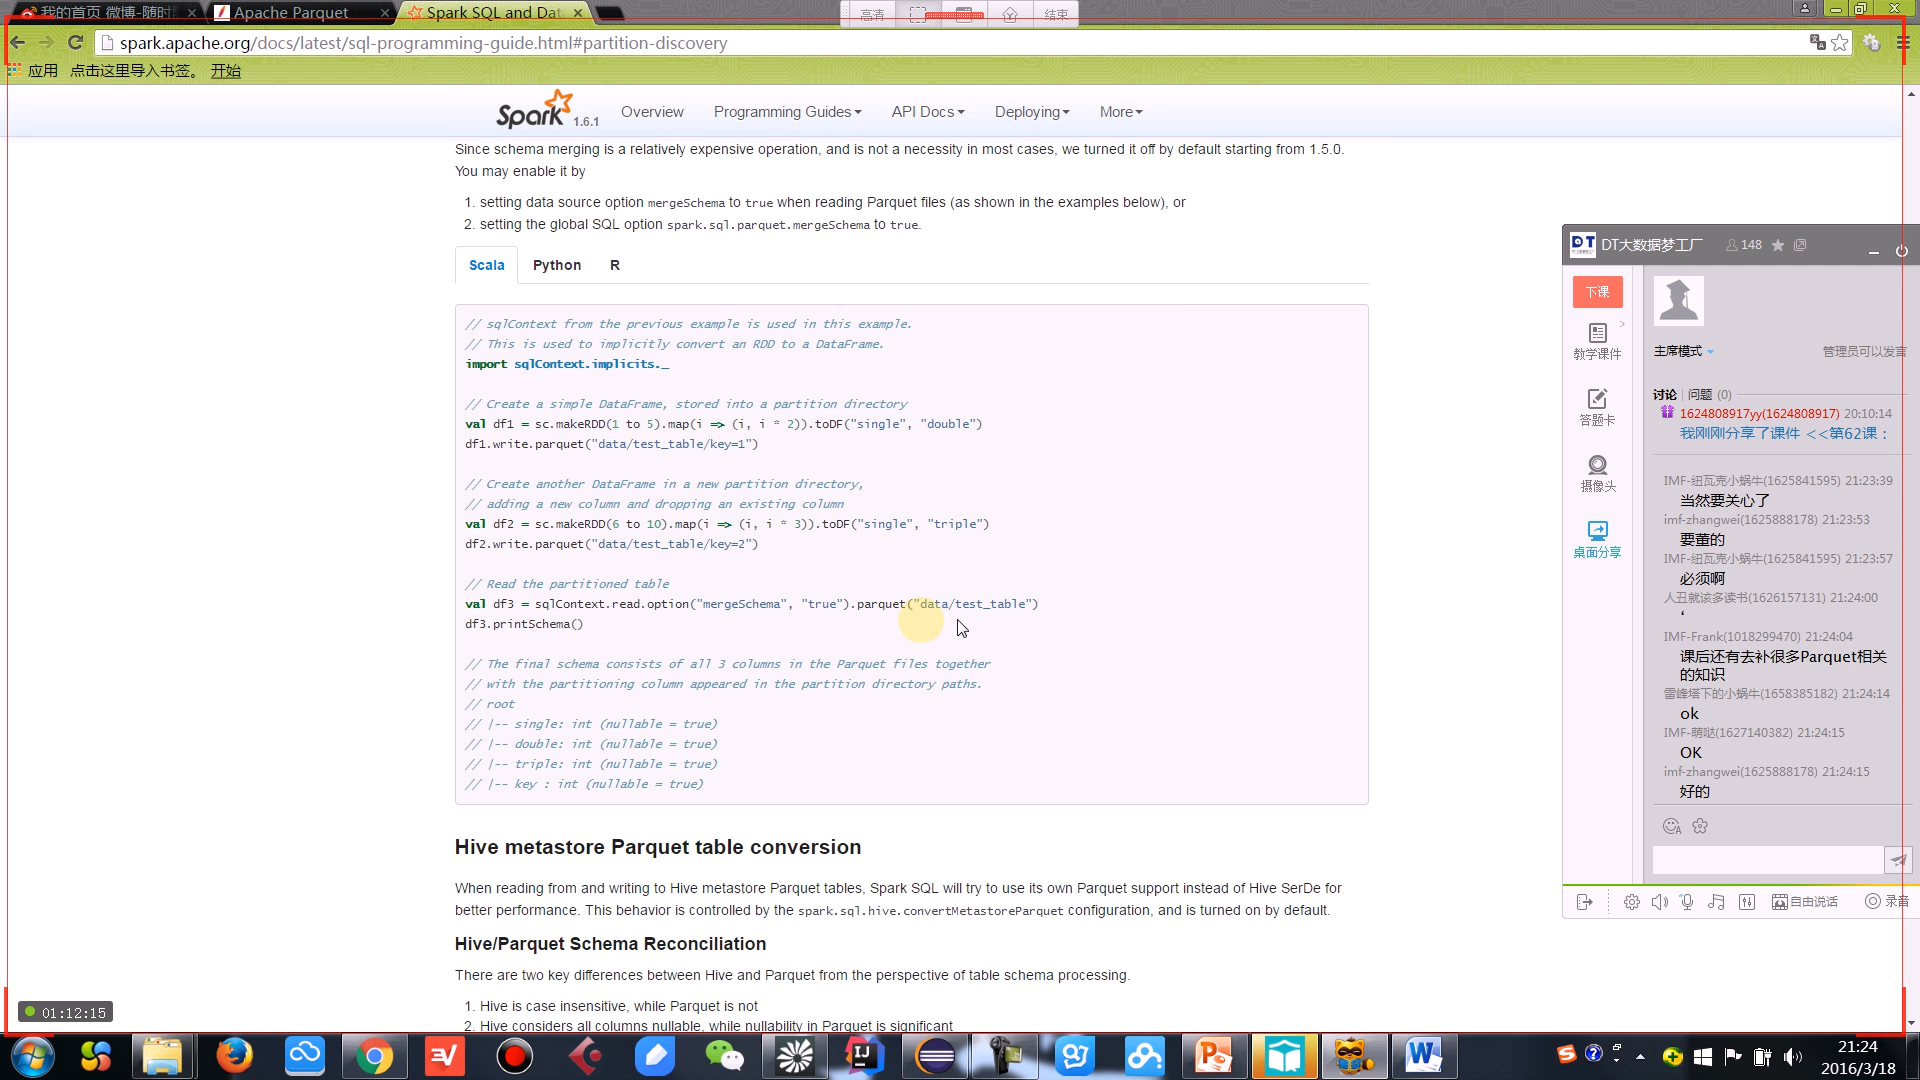 我的首页 微博-随时
Apache Parquet
Spark SQL and Dat
高清
结束
spark.apache.org/docs/latest/sql-programming-guide.html#partition-discovery
应用 点击这里导入书签。 开始
Spark 1.6.1
Overview Programming Guides API Docs Deploying More
Since schema merging is a relatively expensive operation, and is not a necessity in most cases, we turned it off by default starting from 1.5.0.
You may enable it by
1. setting data source option mergeSchema to true when reading Parquet files (as shown in the examples below), or
2. setting the global SQL option spark.sql.parquet.mergeSchema to true.
Scala Python R
// sqlContext from the previous example is used in this example.
// This is used to implicitly convert an RDD to a DataFrame.
import sqlContext.implicits._
// Create a simple DataFrame, stored into a partition directory
val df1 = sc.makeRDD(1 to 5).map(i => (i, i * 2)).toDF("single", "double")
df1.write.parquet("data/test_table/key=1")
// Create another DataFrame in a new partition directory,
// adding a new column and dropping an existing column
val df2 = sc.makeRDD(6 to 10).map(i => (i, i * 3)).toDF("single", "triple")
df2.write.parquet("data/test_table/key=2")
// Read the partitioned table
val df3 = sqlContext.read.option("mergeSchema", "true").parquet("data/test_table")
df3.printSchema()
// The final schema consists of all 3 columns in the Parquet files together
// with the partitioning column appeared in the partition directory paths.
// root
// |-- single: int (nullable = true)
// |-- double: int (nullable = true)
// |-- triple: int (nullable = true)
// |-- key : int (nullable = true)
Hive metastore Parquet table conversion
When reading from and writing to Hive metastore Parquet tables, Spark SQL will try to use its own Parquet support instead of Hive SerDe for
better performance. This behavior is controlled by the spark.sql.hive.convertMetastoreParquet configuration, and is turned on by default.
Hive/Parquet Schema Reconciliation
There are two key differences between Hive and Parquet from the perspective of table schema processing.
1. Hive is case insensitive, while Parquet is not
2. Hive considers all columns nullable, while nullability in Parquet is significant
DT大数据梦工厂 148
下课
教学课件
答题卡
摄像头
桌面分享
主席模式 管理员可以发言
讨论 | 问题 (0)
1624808917yy(1624808917) 20:10:14
我刚刚分享了课件 <<第62课：
IMF-纽瓦克小蜗牛(1625841595) 21:23:39
当然要关心了
imf-zhangwei(1625888178) 21:23:53
要董的
IMF-纽瓦克小蜗牛(1625841595) 21:23:57
必须啊
人丑就该多读书(1626157131) 21:24:00
‘
IMF-Frank(1018299470) 21:24:04
课后还有去补很多Parquet相关
的知识
雷峰塔下的小蜗牛(1658385182) 21:24:14
ok
IMF-萌哒(1627140382) 21:24:15
OK
imf-zhangwei(1625888178) 21:24:15
好的
自由说话 录音
01:12:15
21:24
2016/3/18